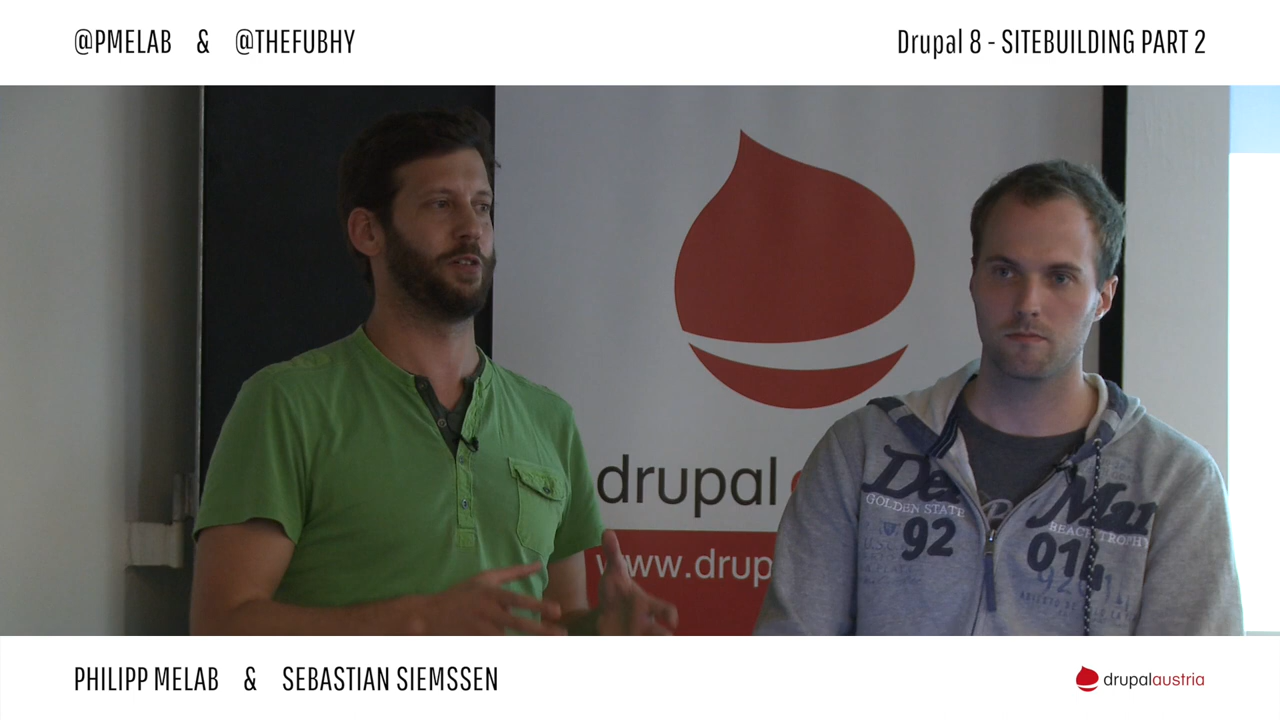 @PMELAB & @THEFUBHY
Drupal 8 - SITEBUILDING PART 2
drupal
www.drup
GOLDEN STATE
92
BEACH TROPHY
PHILIPP MELAB & SEBASTIAN SIEMSSEN
drupalaustria